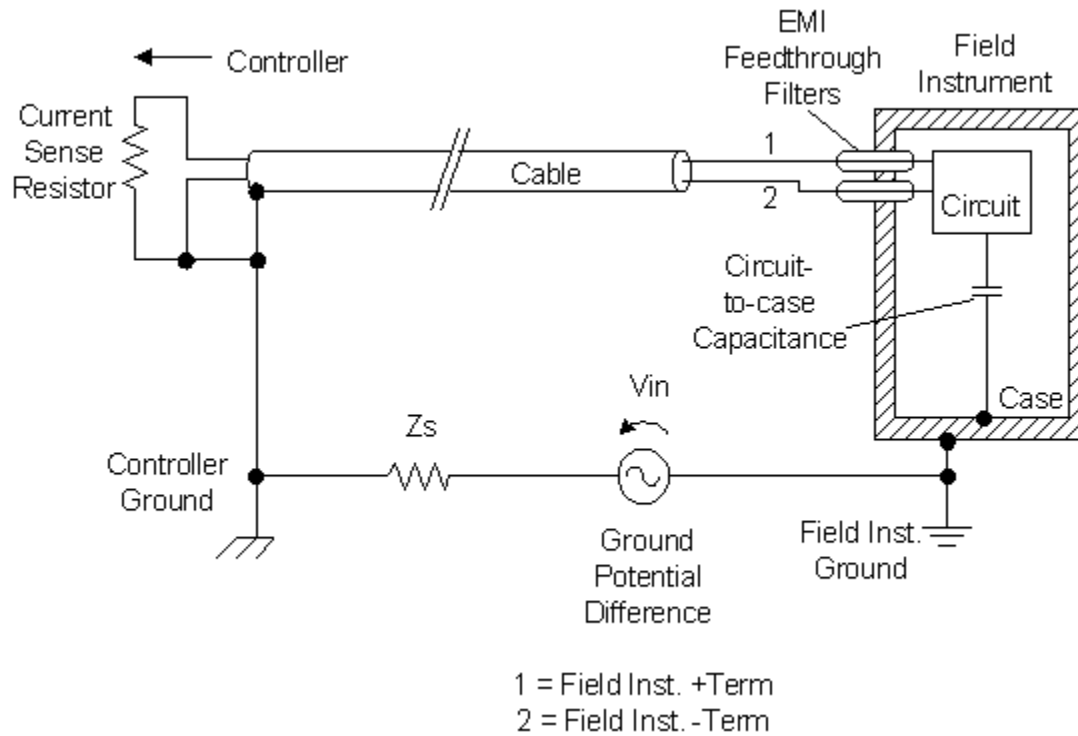 Controller
EMI
Feedthrough
Filters
Field
Instrument
Current
Sense
Resistor
Cable
1
2
Circuit
Circuit-
to-case
Capacitance
Case
Vin
Zs
Controller
Ground
Ground
Potential
Difference
Field Inst.
Ground
1 = Field Inst. +Term
2 = Field Inst. -Term